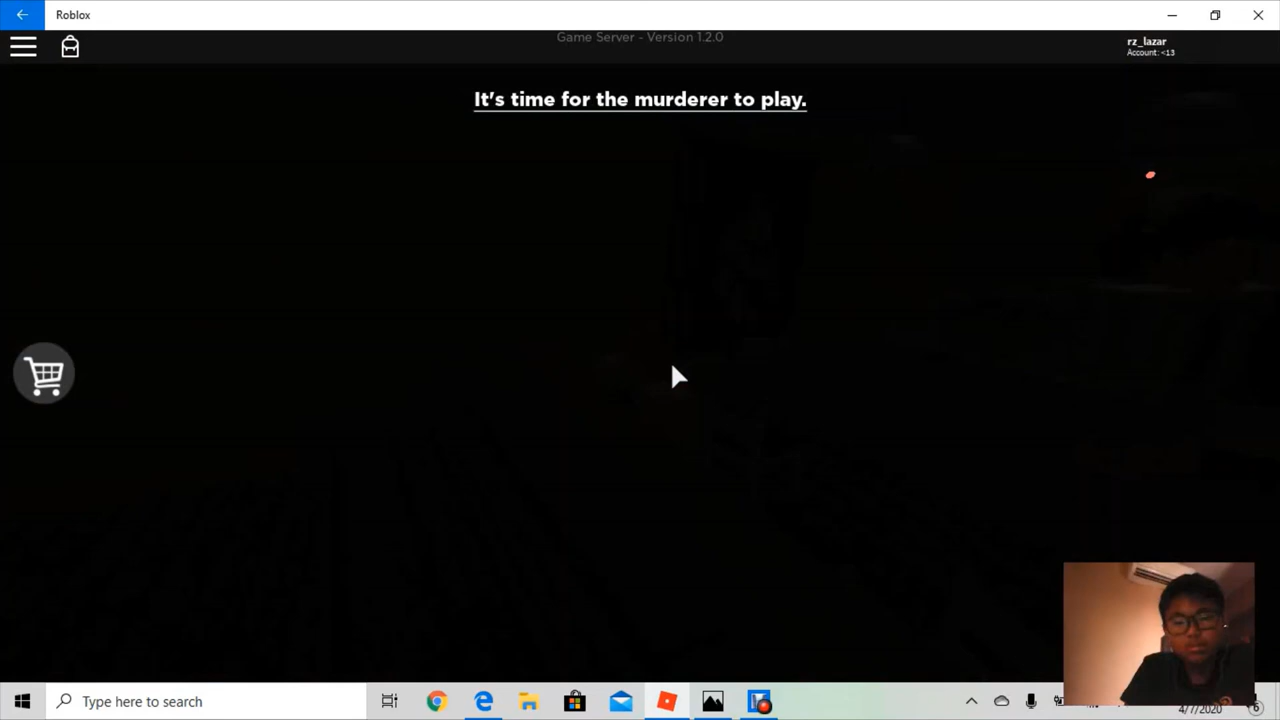 Roblox
Game Server - Version 1.2.0
rz_lazar
Account: <13
It's time for the murderer to play.
Type here to search
4/7/2020
6